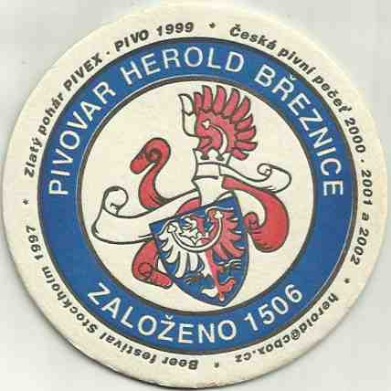 PIVOVAR HEROLD BŘEZNICE
ZALOŽENO 1506
Zlatý pohár PIVEX - PIVO 1999 * Česká pivní pečeť 2000 - 2001 a 2002 * herold@cbox.cz * Beer festival Stockholm 1997 *